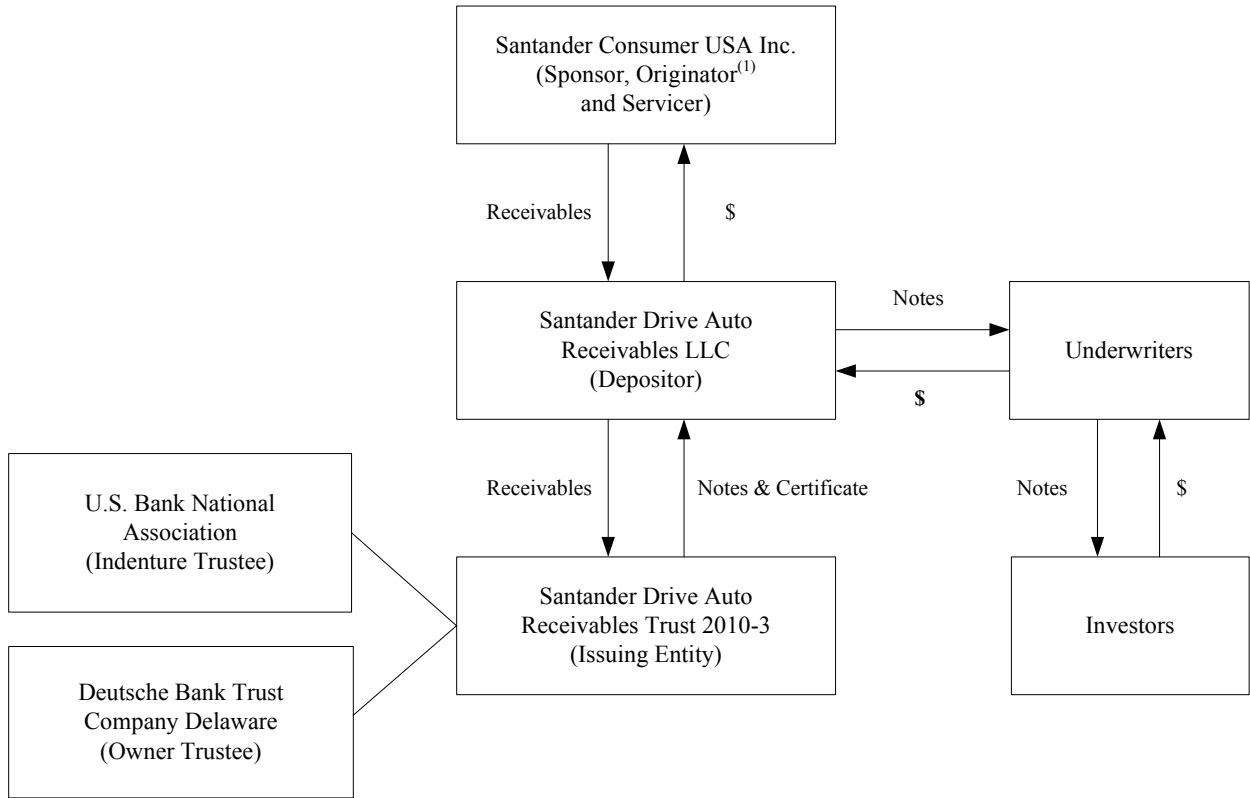 Santander Consumer USA Inc.
(Sponsor, Originator(1)
and Servicer)
Receivables
$
Santander Drive Auto
Receivables LLC
(Depositor)
Notes
$
Underwriters
Receivables
Notes & Certificate
Notes
$
U.S. Bank National
Association
(Indenture Trustee)
Santander Drive Auto
Receivables Trust 2010-3
(Issuing Entity)
Investors
Deutsche Bank Trust
Company Delaware
(Owner Trustee)